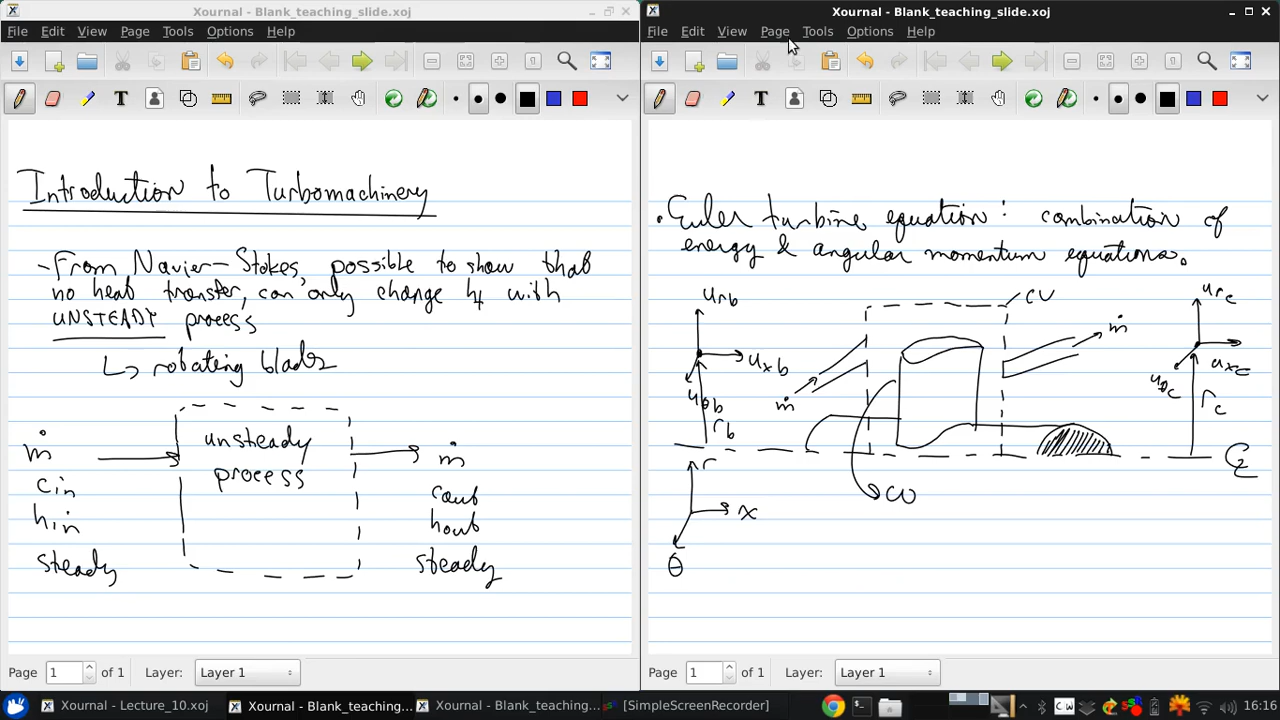 Xournal - Blank_teaching_slide.xoj
File Edit View Page Tools Options Help
Page 1 of 1 Layer: Layer 1
Introduction to Turbomachinery
- From Navier-Stokes, possible to show that
no heat transfer, can only change ht with
UNSTEADY process
↳ rotating blades
ṁ
cin
hin
steady
unsteady
process
ṁ
cout
hout
steady
Xournal - Blank_teaching_slide.xoj
File Edit View Page Tools Options Help
• Euler turbine equation: combination of
energy & angular momentum equations.
urb
uxb
uθb
rb
ṁ
CV
ṁ
urc
uxc
uθc
rc
ω
r
x
θ
Page 1 of 1 Layer: Layer 1
Xournal - Lecture_10.xoj
Xournal - Blank_teaching...
Xournal - Blank_teaching...
[SimpleScreenRecorder]
16:16